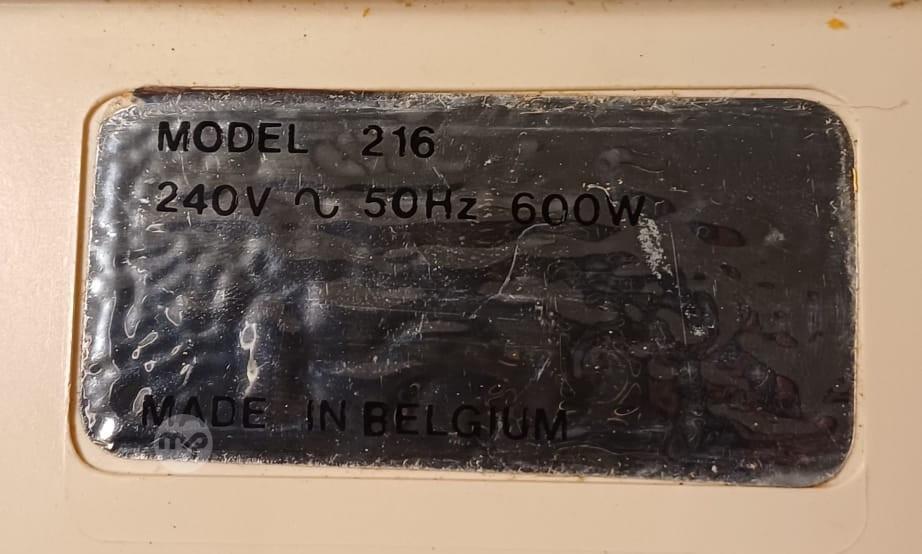 MODEL 216
240V ∿ 50Hz 600W
MADE IN BELGIUM